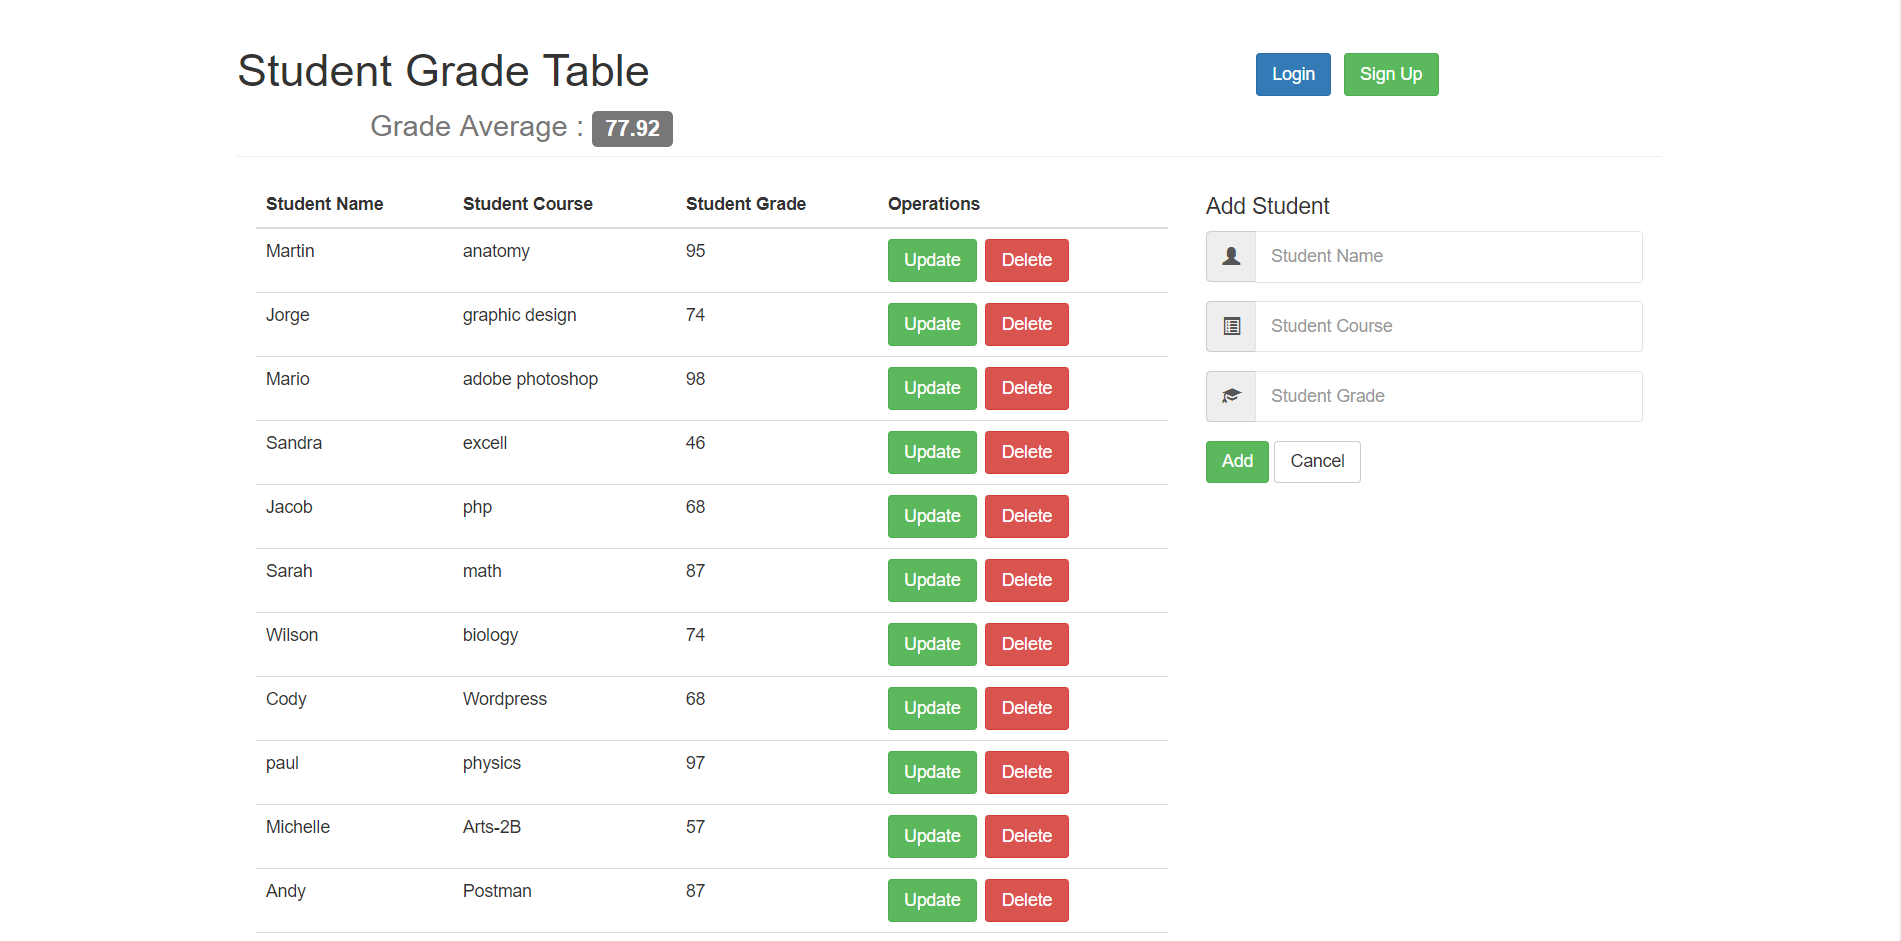 Student Grade Table
Login Sign Up
Grade Average : 77.92
Student Name Student Course Student Grade Operations
Martin anatomy 95 Update Delete
Jorge graphic design 74 Update Delete
Mario adobe photoshop 98 Update Delete
Sandra excell 46 Update Delete
Jacob php 68 Update Delete
Sarah math 87 Update Delete
Wilson biology 74 Update Delete
Cody Wordpress 68 Update Delete
paul physics 97 Update Delete
Michelle Arts-2B 57 Update Delete
Andy Postman 87 Update Delete
Add Student
Student Name
Student Course
Student Grade
Add Cancel